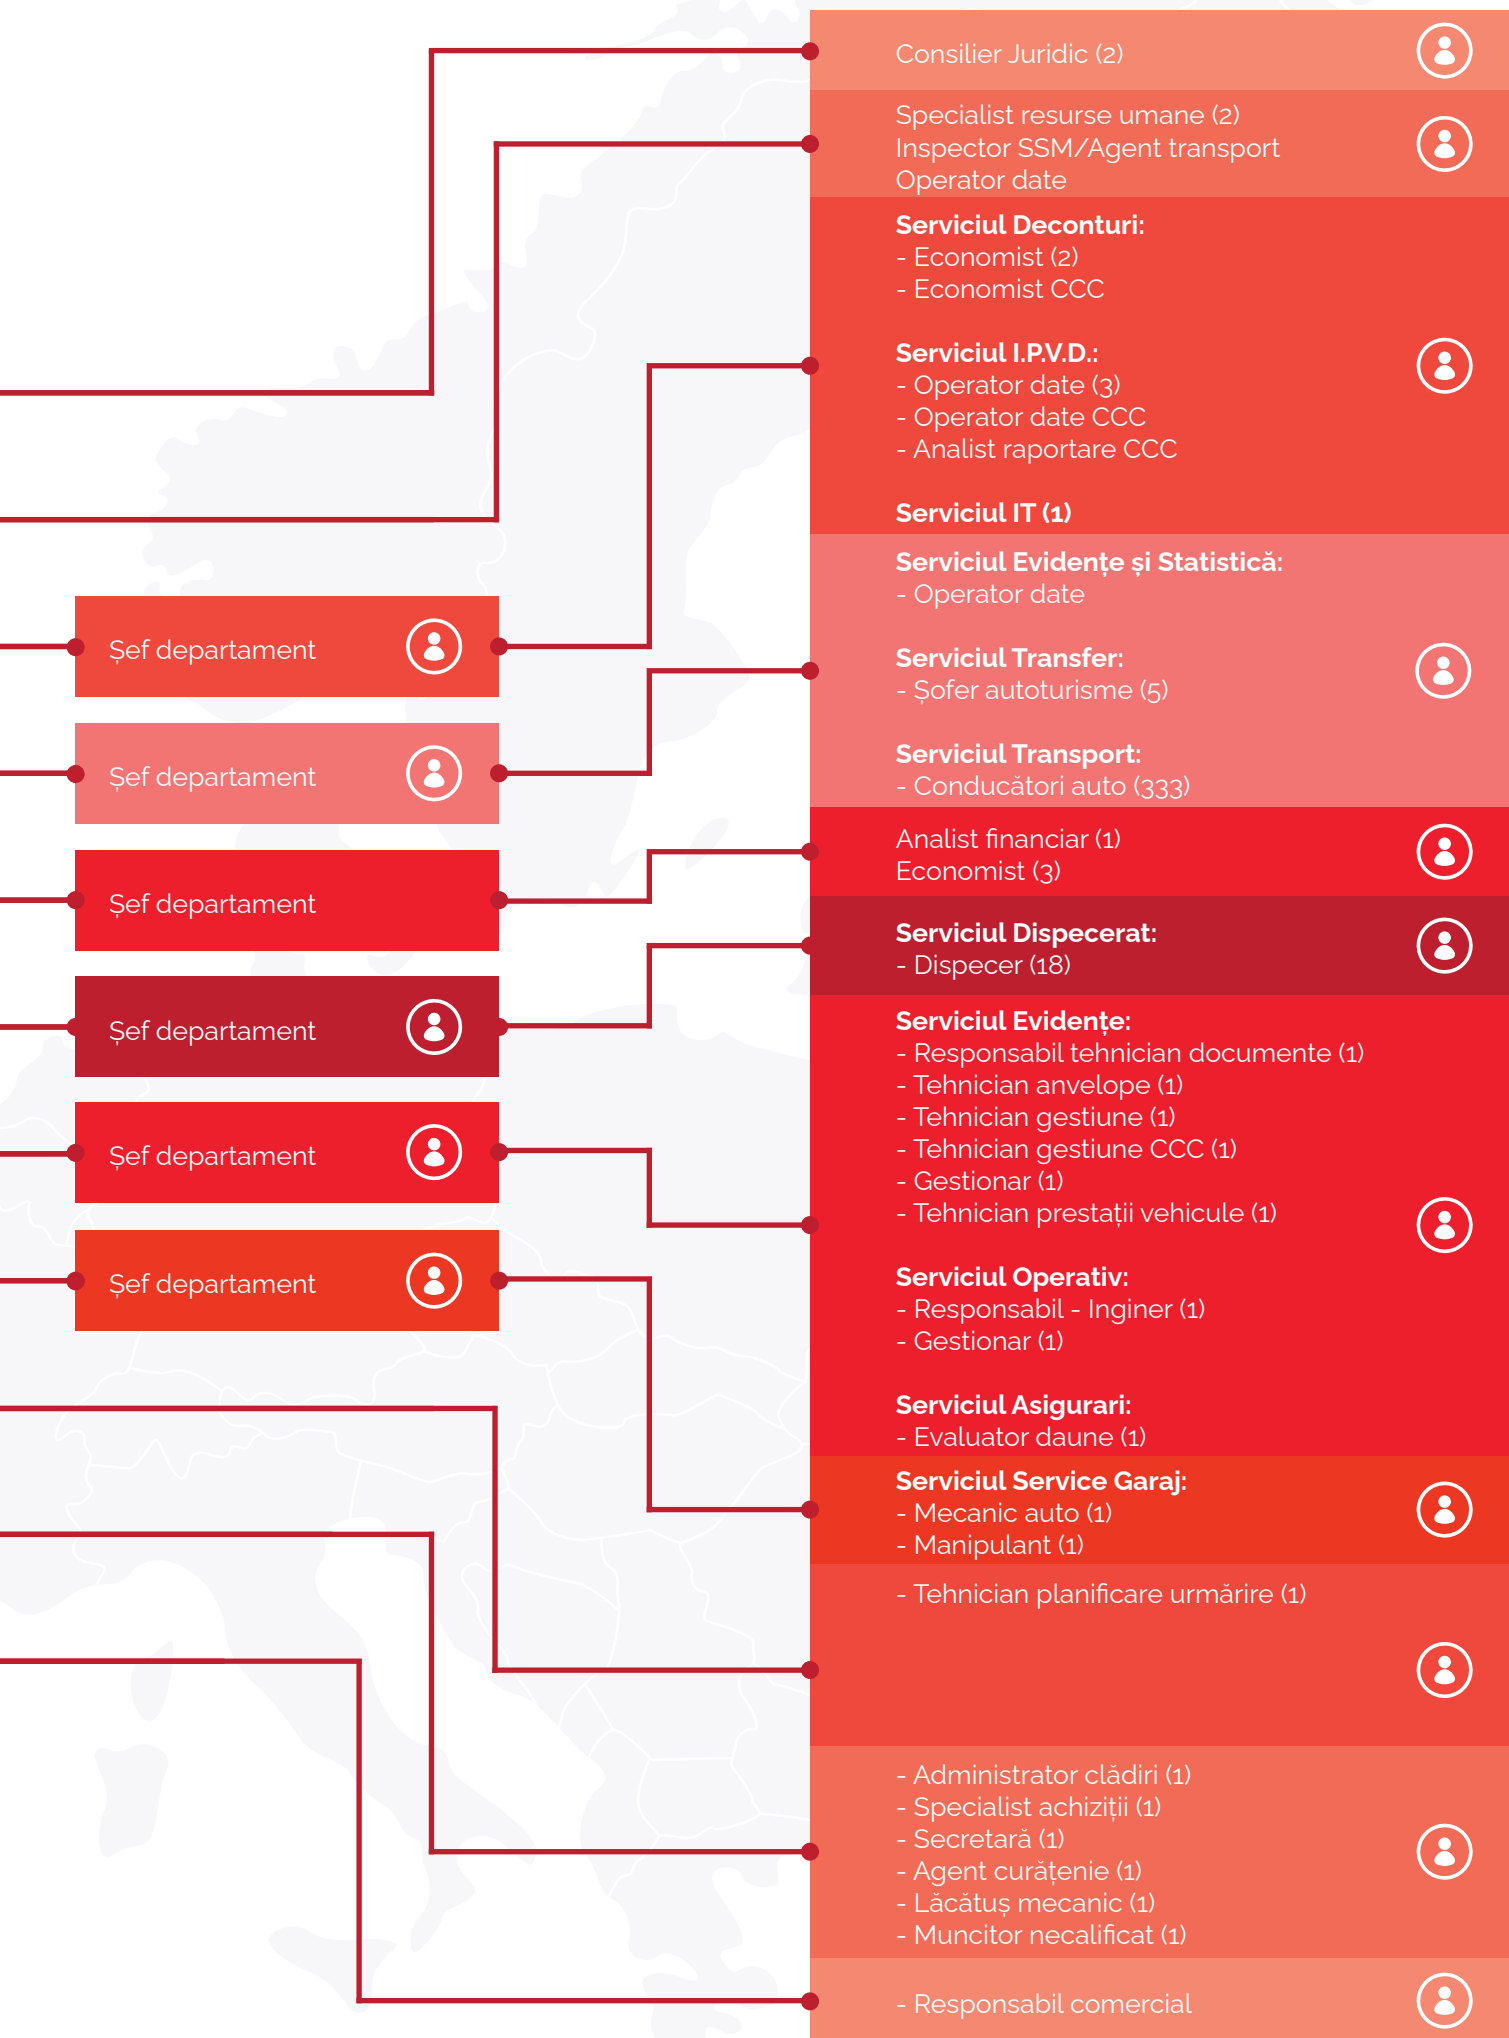 Consilier Juridic (2)
Specialist resurse umane (2)
Inspector SSM/Agent transport
Operator date
Serviciul Deconturi:
- Economist (2)
- Economist CCC
Serviciul I.P.V.D.:
- Operator date (3)
- Operator date CCC
- Analist raportare CCC
Serviciul IT (1)
Serviciul Evidențe și Statistică:
- Operator date
Serviciul Transfer:
- Șofer autoturisme (5)
Serviciul Transport:
- Conducători auto (333)
Analist financiar (1)
Economist (3)
Serviciul Dispecerat:
- Dispecer (18)
Serviciul Evidențe:
- Responsabil tehnician documente (1)
- Tehnician anvelope (1)
- Tehnician gestiune (1)
- Tehnician gestiune CCC (1)
- Gestionar (1)
- Tehnician prestații vehicule (1)
Serviciul Operativ:
- Responsabil - Inginer (1)
- Gestionar (1)
Serviciul Asigurari:
- Evaluator daune (1)
Serviciul Service Garaj:
- Mecanic auto (1)
- Manipulant (1)
- Tehnician planificare urmărire (1)
- Administrator clădiri (1)
- Specialist achiziții (1)
- Secretară (1)
- Agent curățenie (1)
- Lăcătuș mecanic (1)
- Muncitor necalificat (1)
- Responsabil comercial
Șef departament
Șef departament
Șef departament
Șef departament
Șef departament
Șef departament